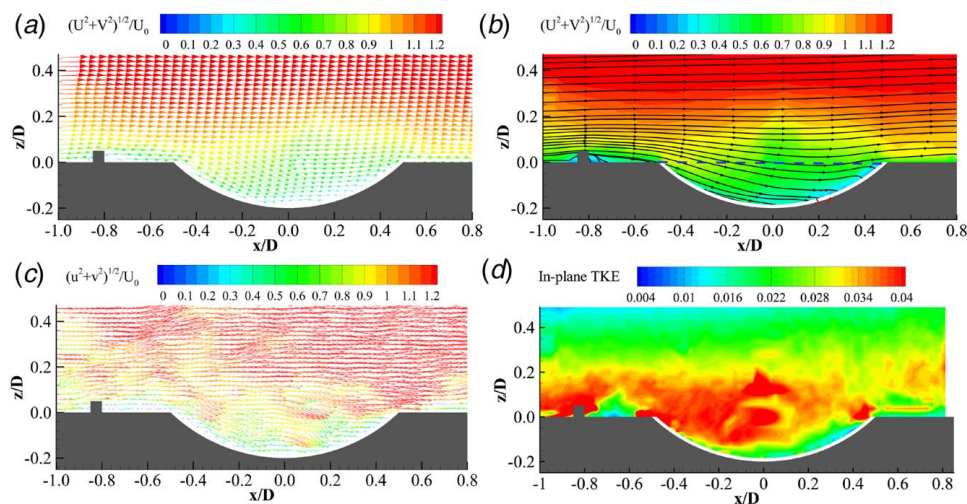 (a) (U²+V²)^1/2/U₀
0 0.1 0.2 0.3 0.4 0.5 0.6 0.7 0.8 0.9 1 1.1 1.2
0.4
0.2
0.0
-0.2
z/D
-1.0 -0.8 -0.6 -0.4 -0.2 0.0 0.2 0.4 0.6 0.8
x/D
(b) (U²+V²)^1/2/U₀
0 0.1 0.2 0.3 0.4 0.5 0.6 0.7 0.8 0.9 1 1.1 1.2
0.4
0.2
0.0
-0.2
z/D
-1.0 -0.8 -0.6 -0.4 -0.2 0.0 0.2 0.4 0.6 0.8
x/D
(c) (u²+v²)^1/2/U₀
0 0.1 0.2 0.3 0.4 0.5 0.6 0.7 0.8 0.9 1 1.1 1.2
0.4
0.2
0.0
-0.2
z/D
-1.0 -0.8 -0.6 -0.4 -0.2 0.0 0.2 0.4 0.6 0.8
x/D
(d) In-plane TKE
0.004 0.01 0.016 0.022 0.028 0.034 0.04
0.4
0.2
0.0
-0.2
z/D
-1 -0.8 -0.6 -0.4 -0.2 0 0.2 0.4 0.6 0.8
x/D